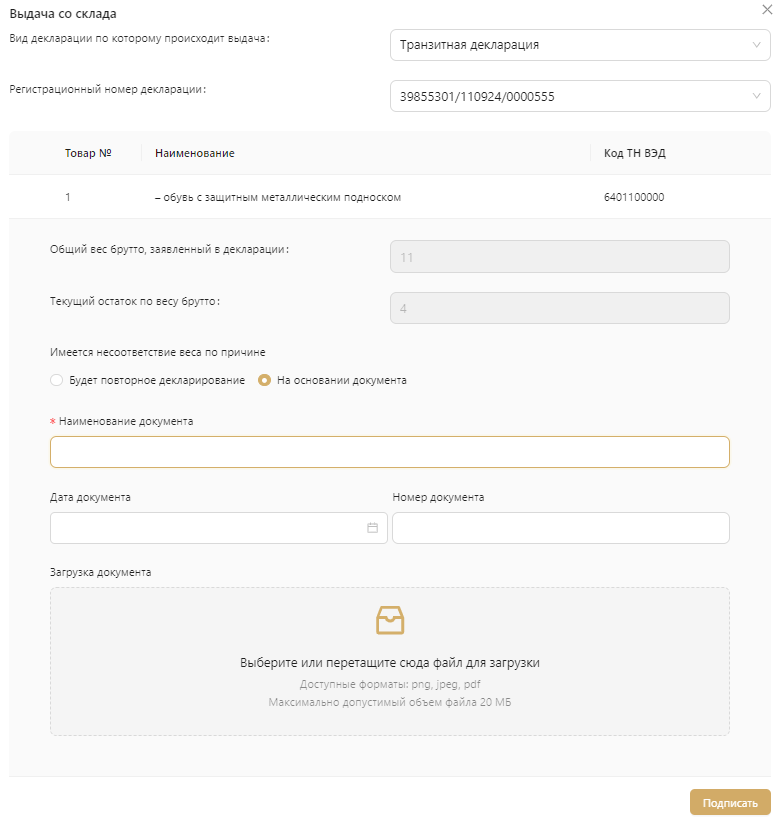 Выдача со склада
Вид декларации по которому происходит выдача:
Транзитная декларация
Регистрационный номер декларации:
39855301/110924/0000555
Товар № Наименование Код ТН ВЭД
1 – обувь с защитным металлическим подноском 6401100000
Общий вес брутто, заявленный в декларации:
11
Текущий остаток по весу брутто:
4
Имеется несоответствие веса по причине
Будет повторное декларирование На основании документа
* Наименование документа
Дата документа Номер документа
Загрузка документа
Выберите или перетащите сюда файл для загрузки
Доступные форматы: png, jpeg, pdf
Максимально допустимый объем файла 20 МБ
Подписать